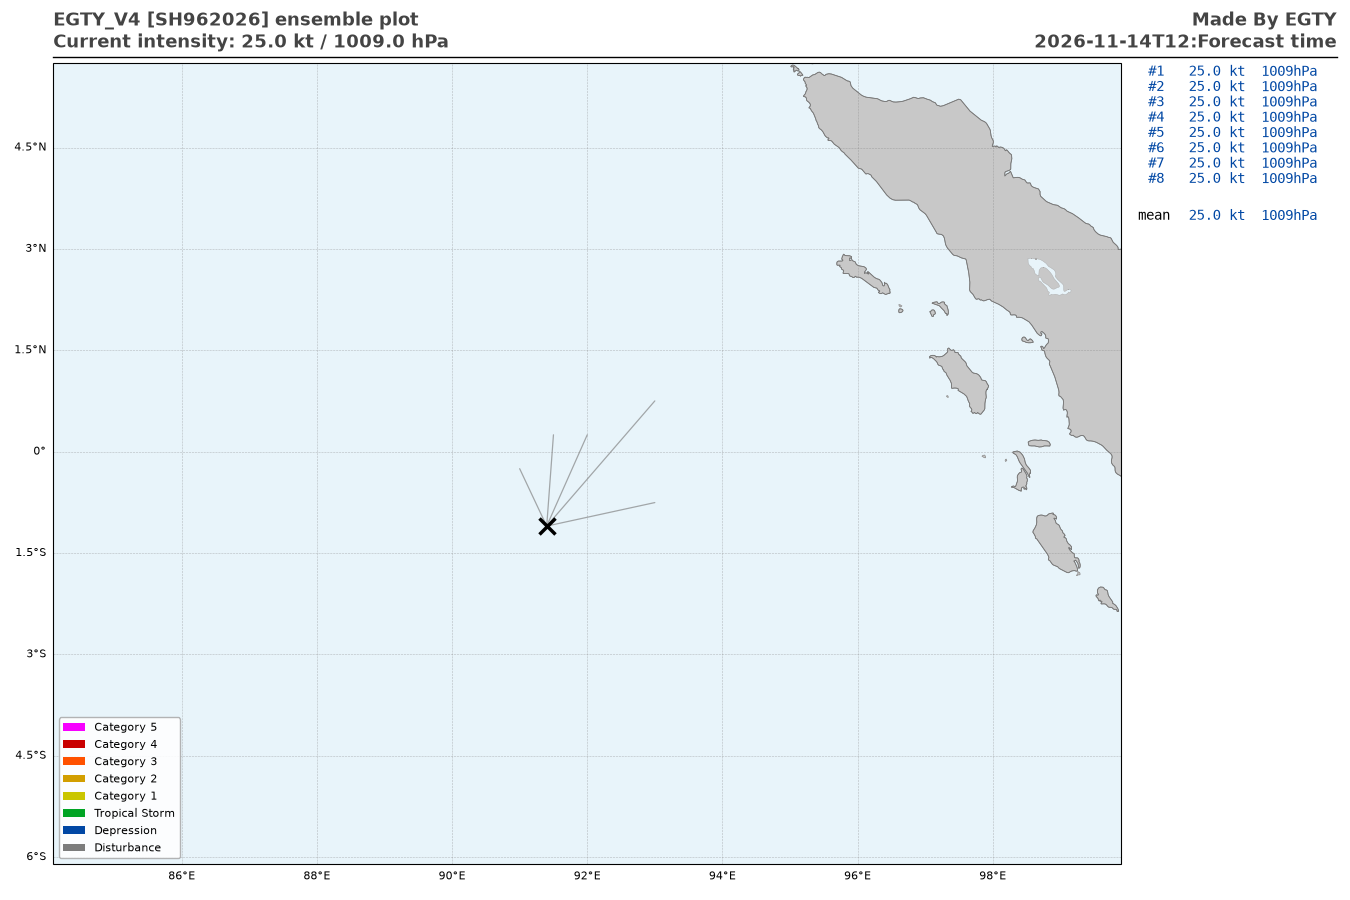 EGTY_V4 [SH962026] ensemble plot
Current intensity: 25.0 kt / 1009.0 hPa
Made By EGTY
2026-11-14T12:Forecast time
#1 25.0 kt 1009hPa
#2 25.0 kt 1009hPa
#3 25.0 kt 1009hPa
#4 25.0 kt 1009hPa
#5 25.0 kt 1009hPa
#6 25.0 kt 1009hPa
#7 25.0 kt 1009hPa
#8 25.0 kt 1009hPa
mean 25.0 kt 1009hPa
4.5°N
3°N
1.5°N
0°
1.5°S
3°S
4.5°S
6°S
Category 5
Category 4
Category 3
Category 2
Category 1
Tropical Storm
Depression
Disturbance
86°E 88°E 90°E 92°E 94°E 96°E 98°E